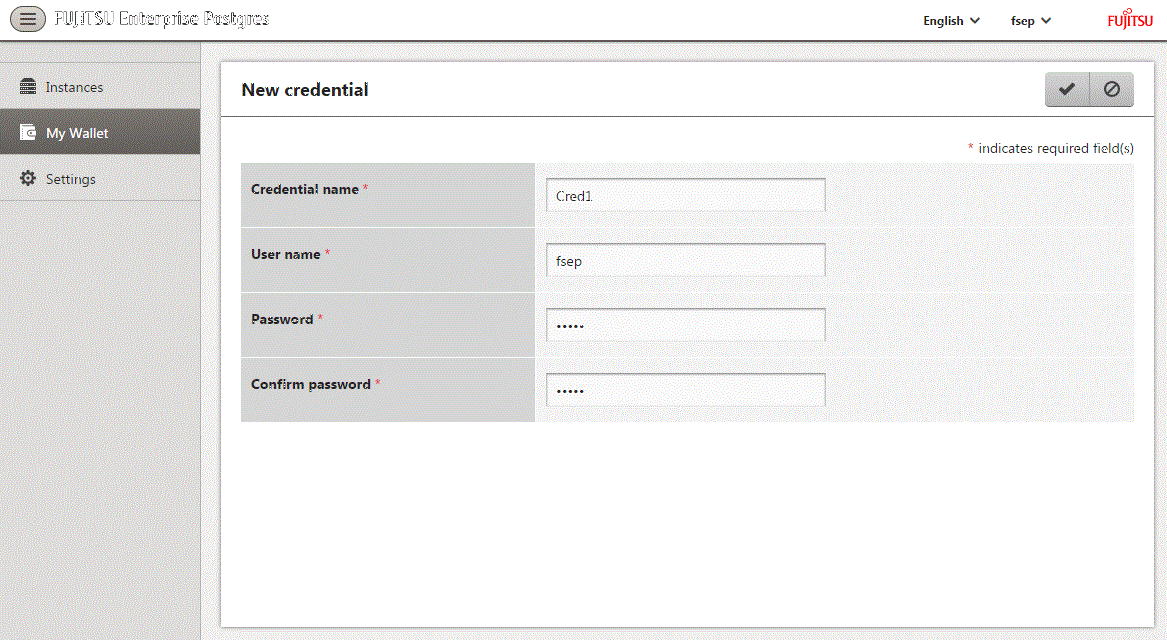 FUJITSU Enterprise Postgres
English
fsep
FUJITSU
Instances
My Wallet
Settings
New credential
* indicates required field(s)
Credential name *
Cred1
User name *
fsep
Password *
•••••
Confirm password *
•••••